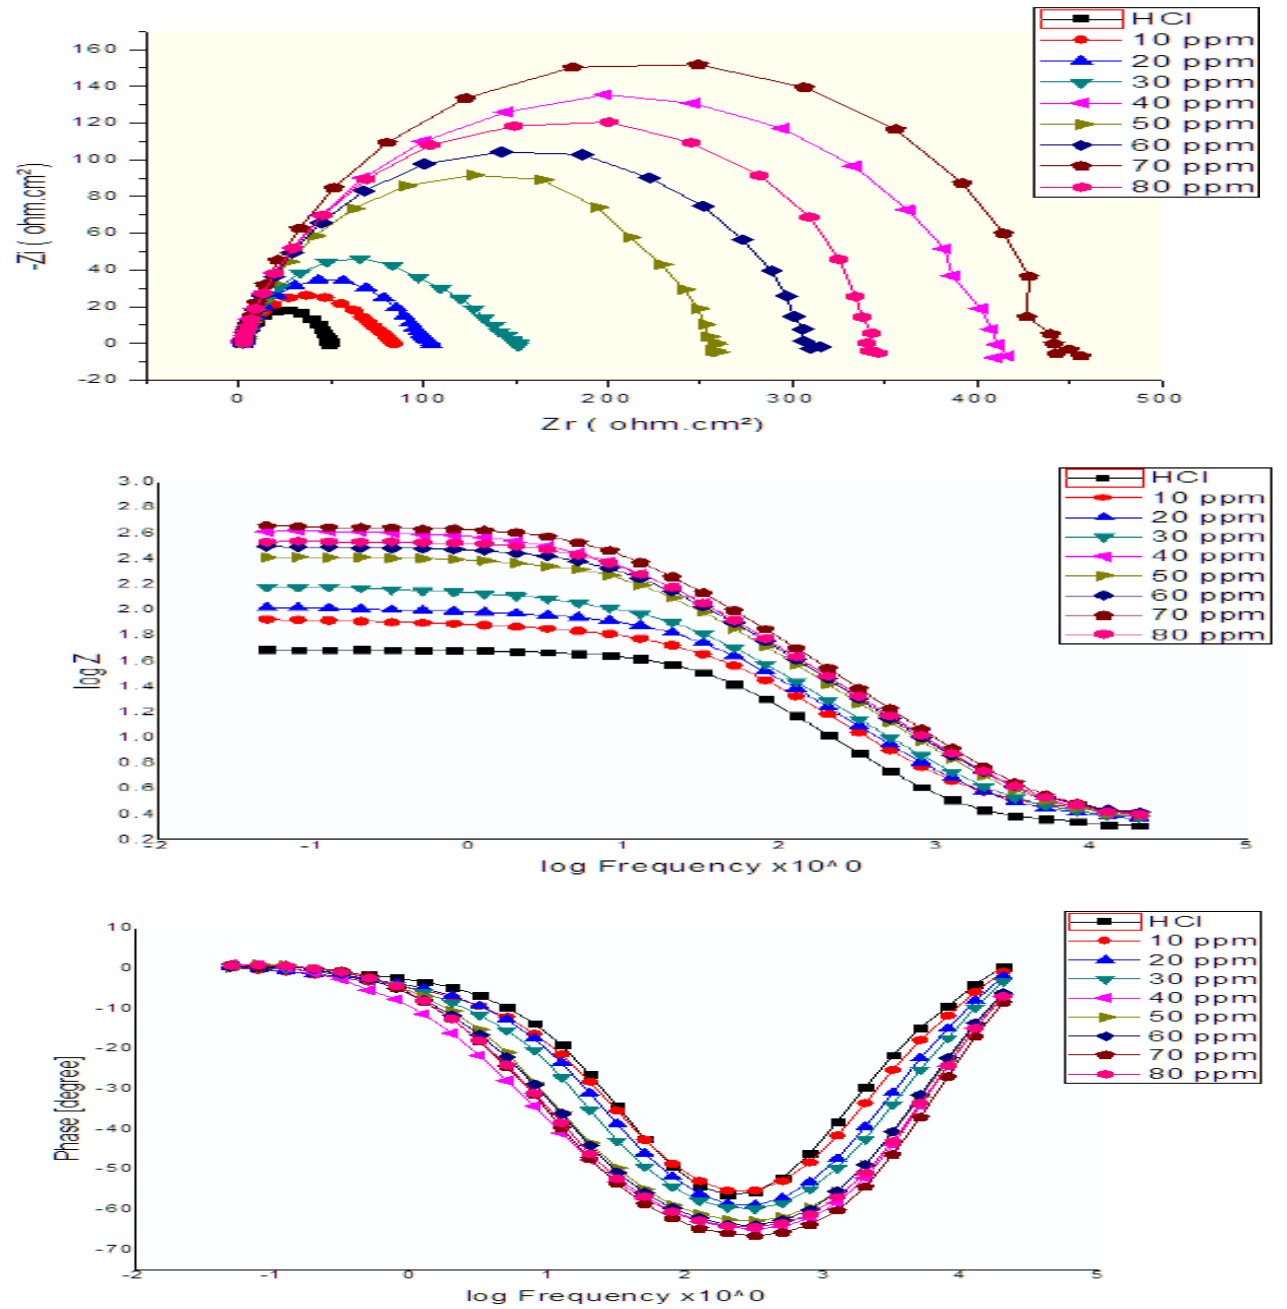 HCl
10 ppm
20 ppm
30 ppm
40 ppm
50 ppm
60 ppm
70 ppm
80 ppm
160
140
120
100
80
60
40
20
0
-20
-Zi ( ohm.cm²)
0 100 200 300 400 500
Zr ( ohm.cm²)
HCl
10 ppm
20 ppm
30 ppm
40 ppm
50 ppm
60 ppm
70 ppm
80 ppm
3.0
2.8
2.6
2.4
2.2
2.0
1.8
1.6
1.4
1.2
1.0
0.8
0.6
0.4
0.2
log Z
-2 -1 0 1 2 3 4 5
log Frequency x10^0
HCl
10 ppm
20 ppm
30 ppm
40 ppm
50 ppm
60 ppm
70 ppm
80 ppm
10
0
-10
-20
-30
-40
-50
-60
-70
Phase [degree]
-2 -1 0 1 2 3 4 5
log Frequency x10^0